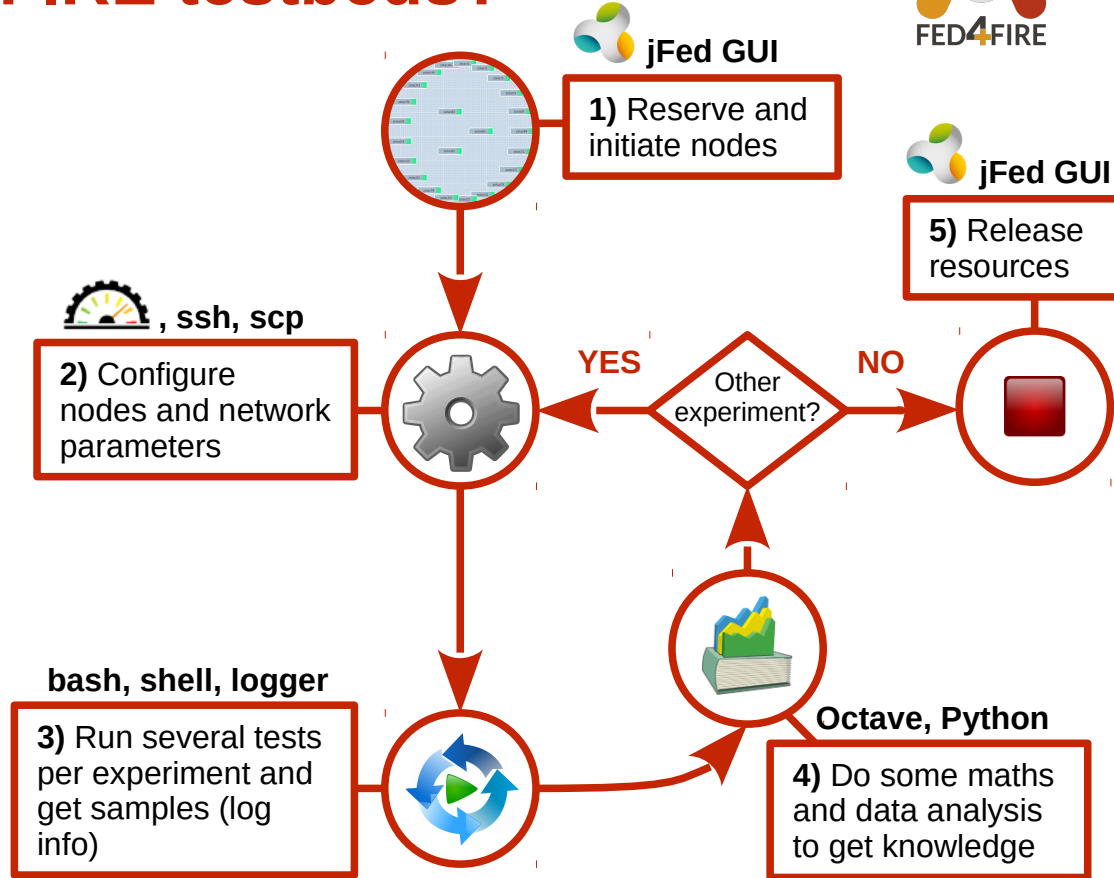 FIRE testbeds?
FED4FIRE
jFed GUI
1) Reserve and
initiate nodes
jFed GUI
5) Release
resources
, ssh, scp
2) Configure
nodes and network
parameters
YES
Other
experiment?
NO
bash, shell, logger
3) Run several tests
per experiment and
get samples (log
info)
Octave, Python
4) Do some maths
and data analysis
to get knowledge